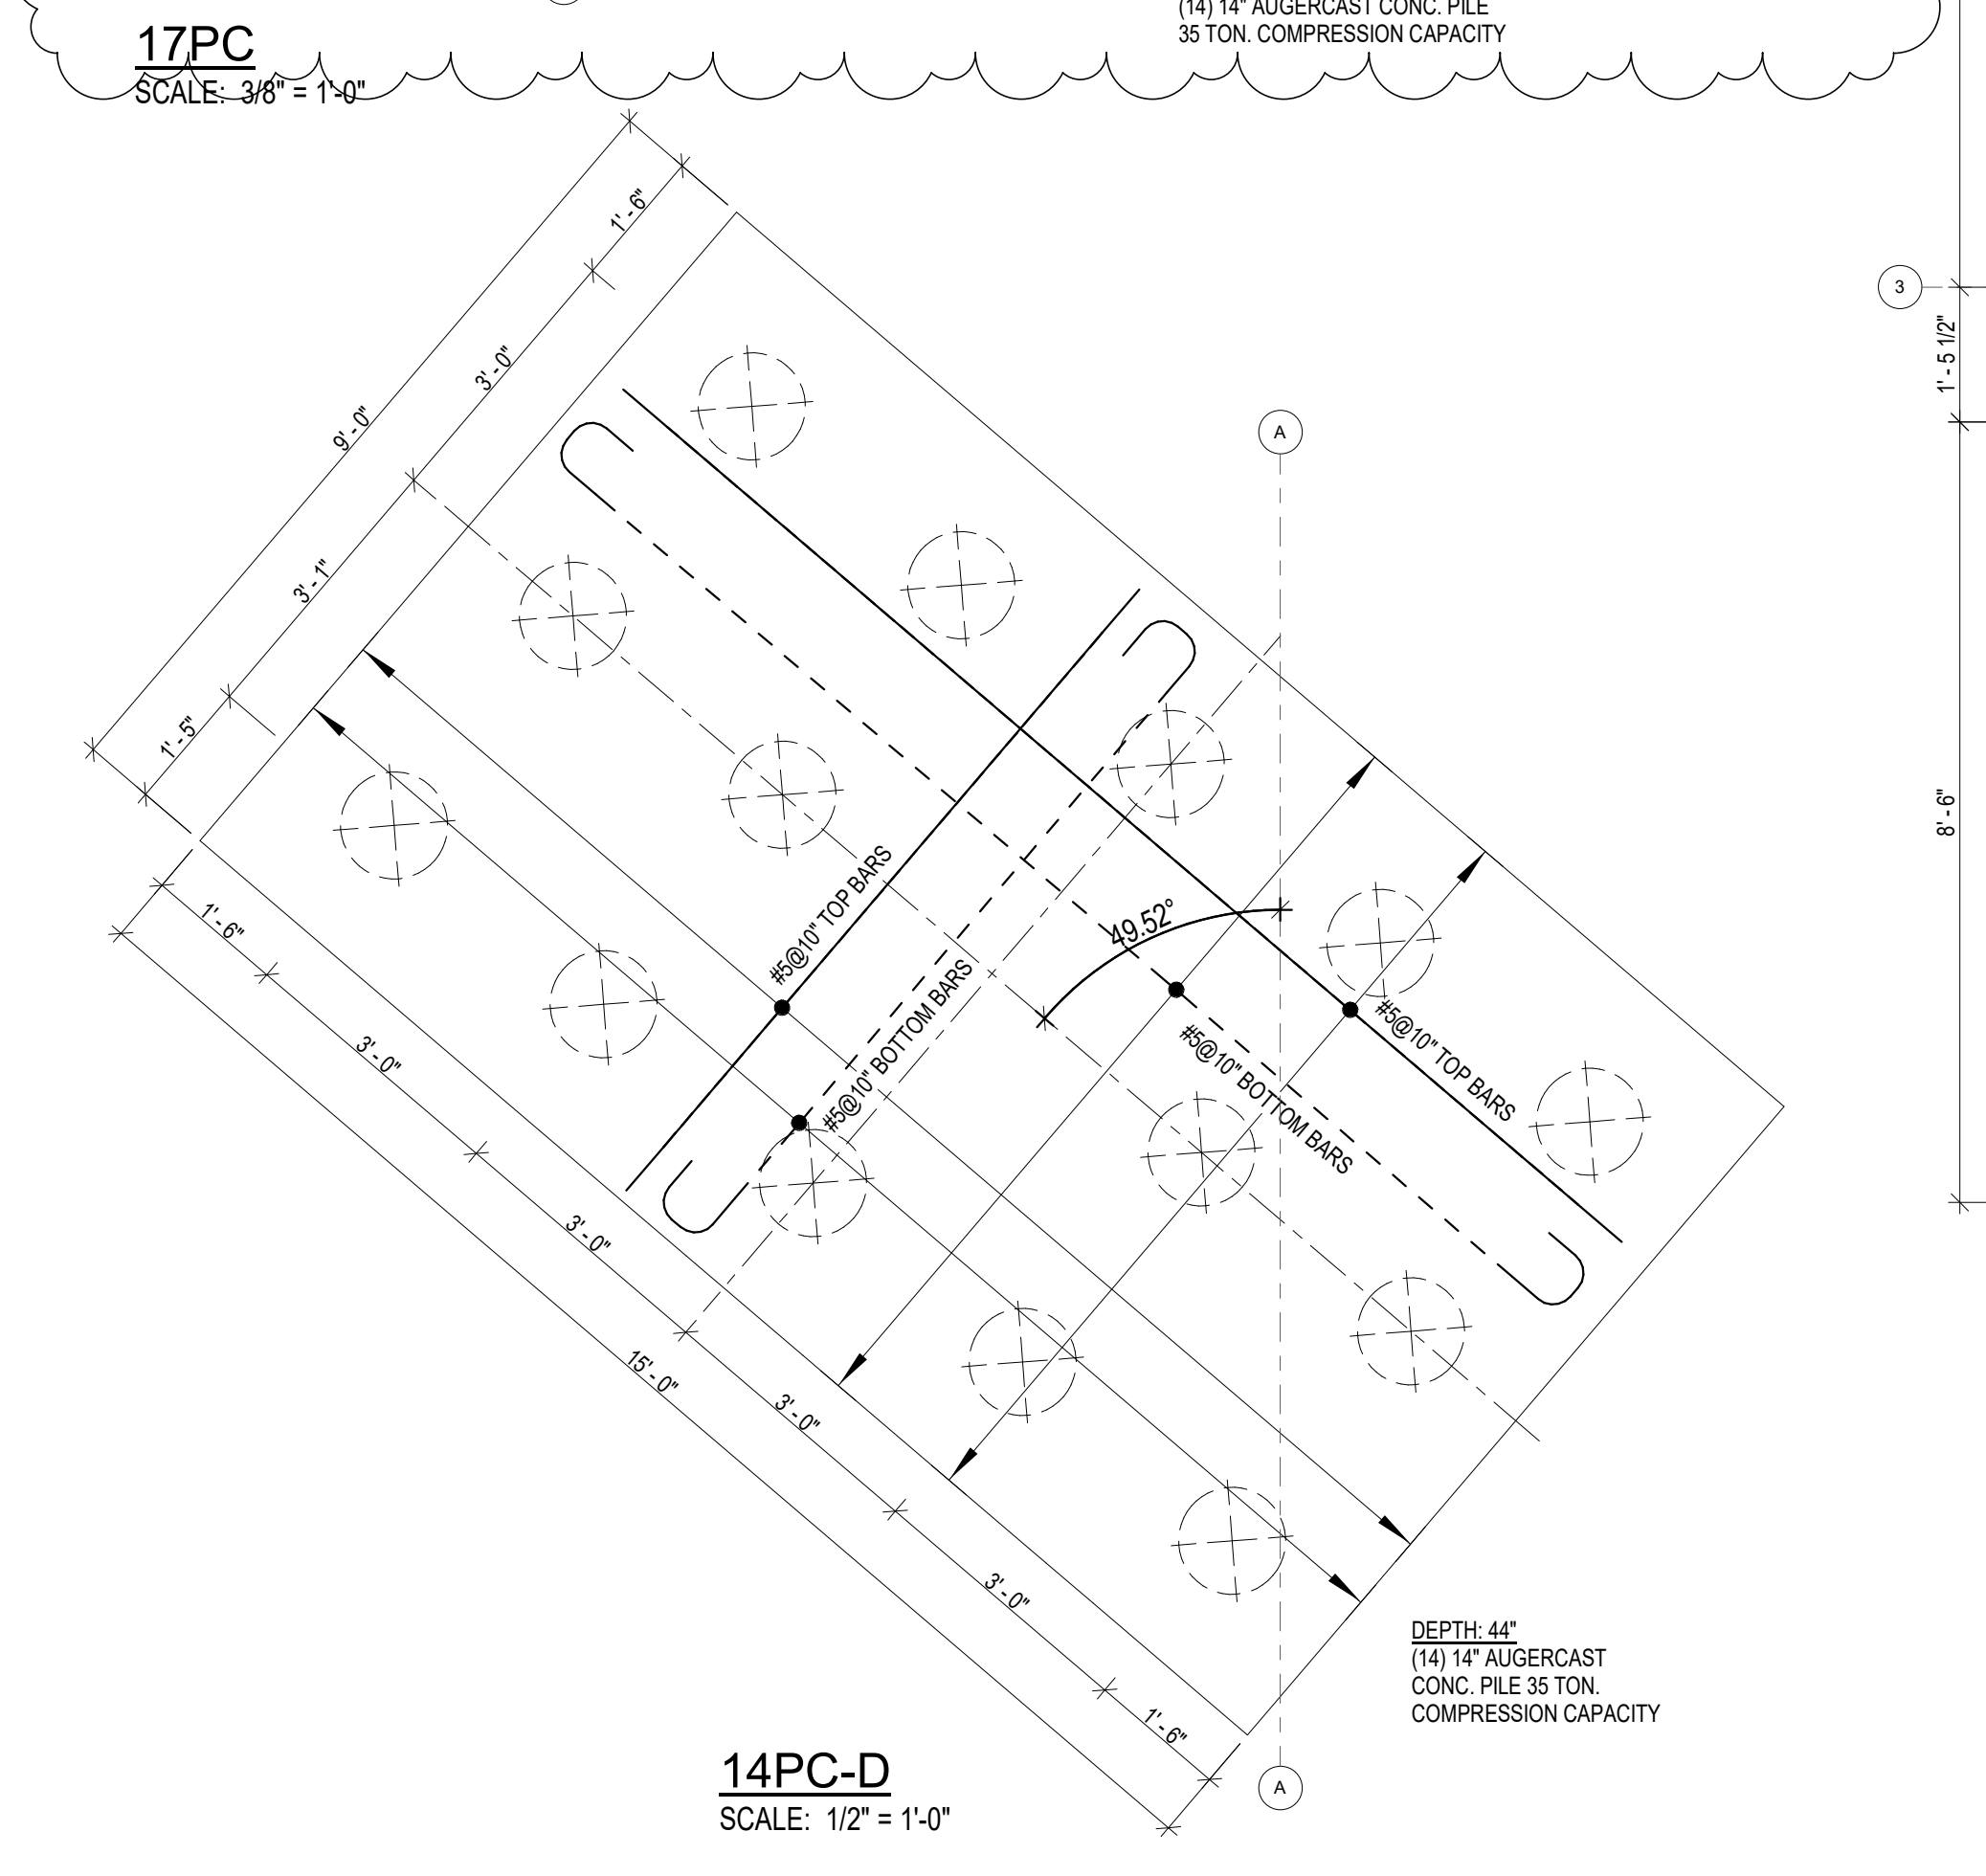 (14) 14" AUGERCAST CONC. PILE
35 TON. COMPRESSION CAPACITY
17PC
SCALE: 3/8" = 1'-0"
1' - 6"
3' - 0"
9' - 0"
3' - 1"
1' - 5"
3
1' - 5 1/2"
8' - 6"
A
#5@10" TOP BARS
#5@10" BOTTOM BARS
49.52°
#5@10" TOP BARS
#5@10" BOTTOM BARS
1' - 6"
3' - 0"
3' - 0"
15' - 0"
3' - 0"
3' - 0"
1' - 6"
DEPTH: 44"
(14) 14" AUGERCAST
CONC. PILE 35 TON.
COMPRESSION CAPACITY
A
14PC-D
SCALE: 1/2" = 1'-0"